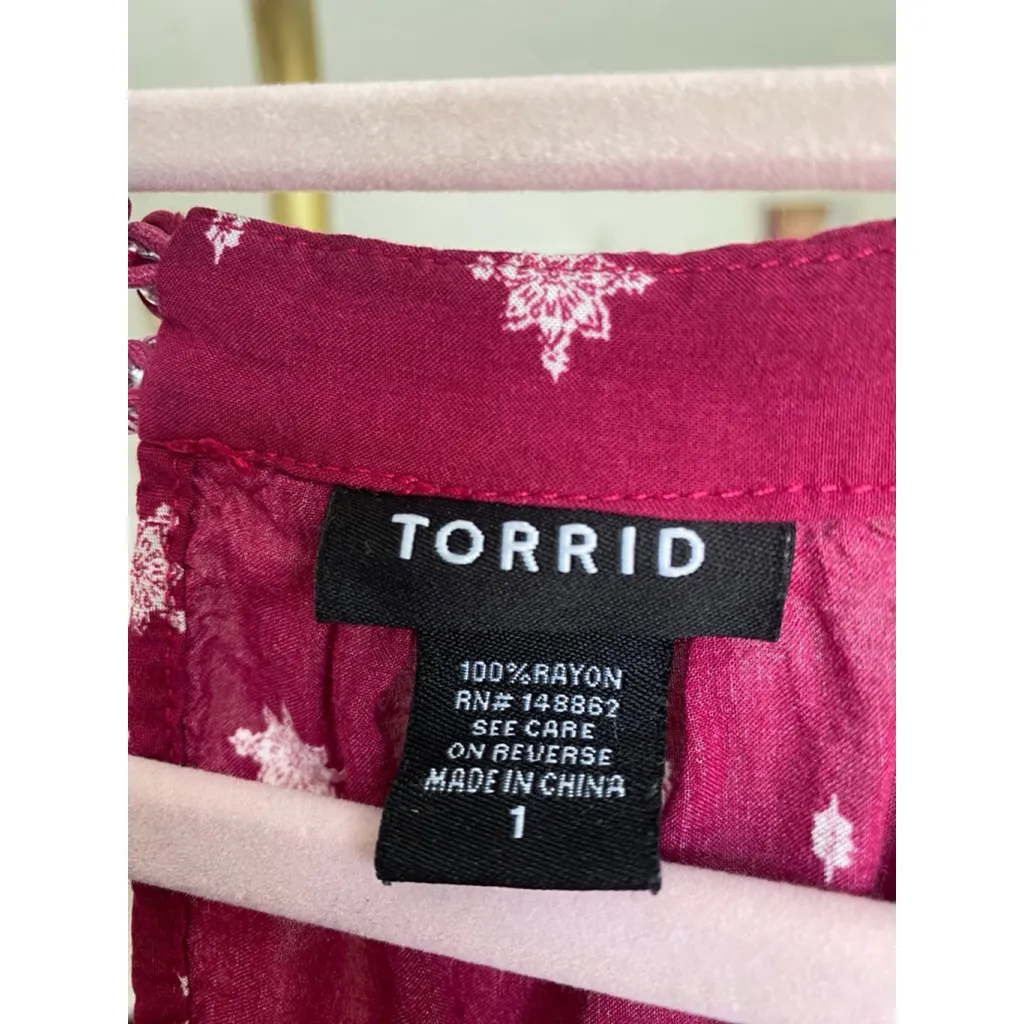 TORRID
100%RAYON
RN# 148862
SEE CARE
ON REVERSE
MADE IN CHINA
1